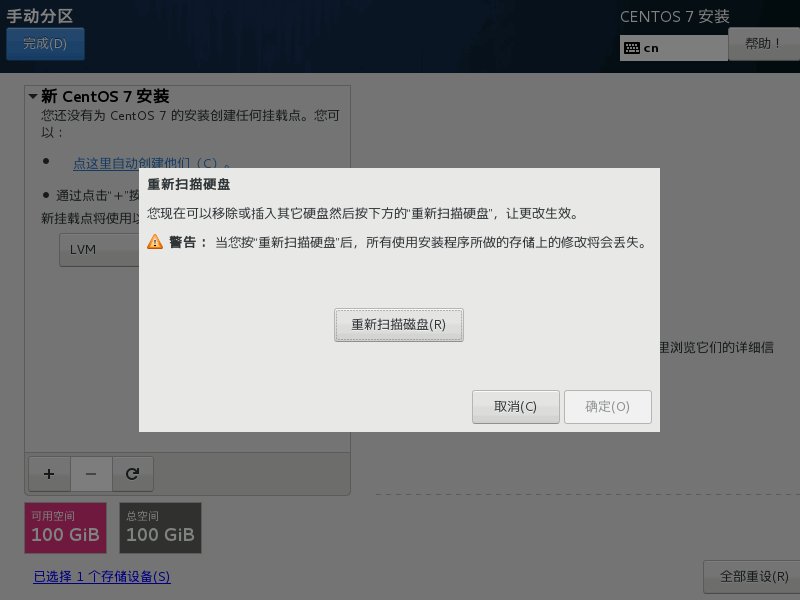 手动分区
CENTOS 7 安装
完成(D)
cn
帮助！
新 CentOS 7 安装
您还没有为 CentOS 7 的安装创建任何挂载点。您可
以：
点这里自动创建他们（C）。
通过点击“＋”按
新挂载点将使用以
LVM
重新扫描硬盘
您现在可以移除或插入其它硬盘然后按下方的“重新扫描硬盘”，让更改生效。
警告： 当您按“重新扫描硬盘”后，所有使用安装程序所做的存储上的修改将会丢失。
重新扫描磁盘(R)
里浏览它们的详细信
取消(C)
确定(O)
可用空间
100 GiB
总空间
100 GiB
已选择 1 个存储设备(S)
全部重设(R)